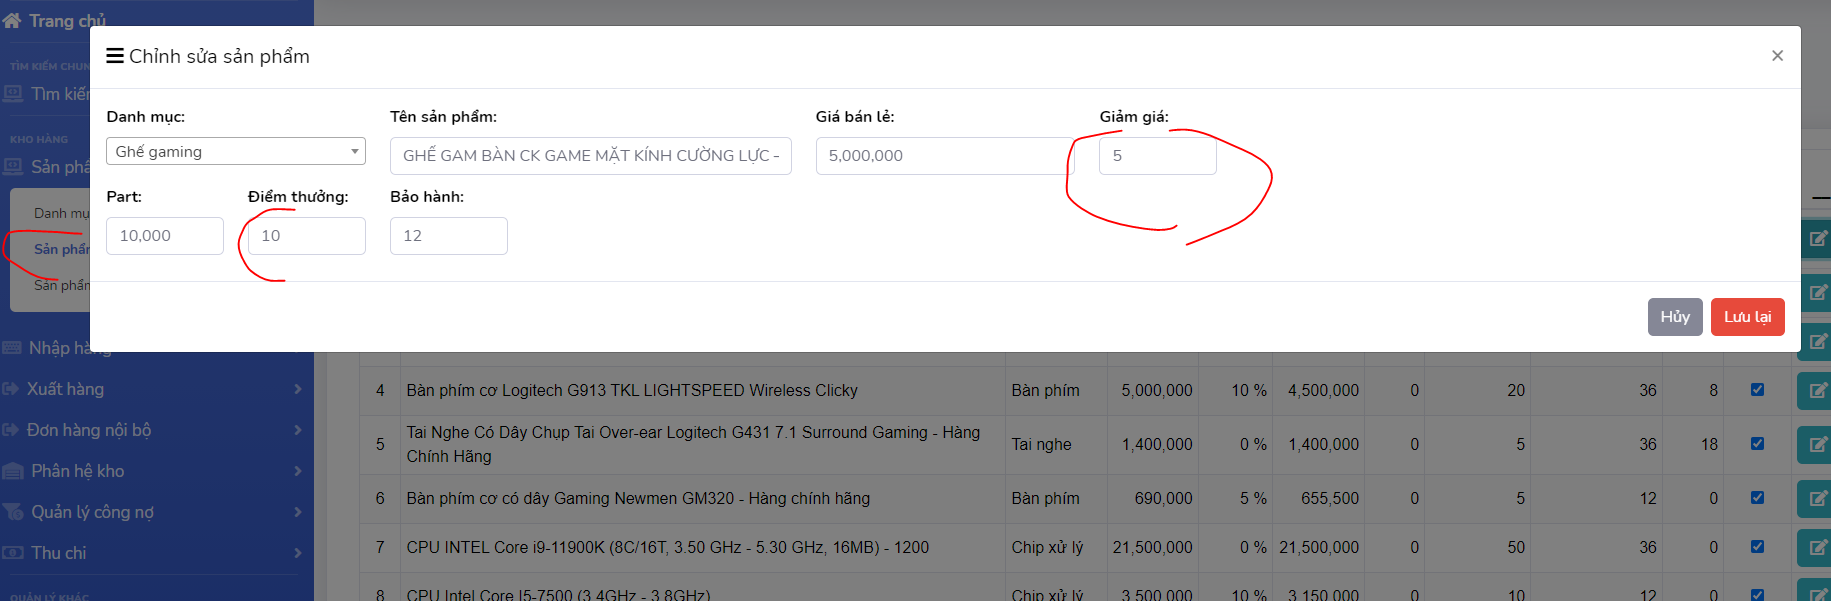 Trang chủ
TÌM KIẾM CHUN
Tìm kiến
KHO HÀNG
Sản phẩ
Danh mụ
Sản phẩn
Sản phẩn
Nhập hàng
Xuất hàng
Đơn hàng nội bộ
Phân hệ kho
Quản lý công nợ
Thu chi
QUẢN LÝ KHÁC
Chỉnh sửa sản phẩm
×
Danh mục: Tên sản phẩm: Giá bán lẻ: Giảm giá:
Ghế gaming GHẾ GAM BÀN CK GAME MẶT KÍNH CƯỜNG LỰC - 5,000,000 5
Part: Điểm thưởng: Bảo hành:
10,000 10 12
Hủy Lưu lại
4 Bàn phím cơ Logitech G913 TKL LIGHTSPEED Wireless Clicky Bàn phím 5,000,000 10 % 4,500,000 0 20 36 8
5 Tai Nghe Có Dây Chụp Tai Over-ear Logitech G431 7.1 Surround Gaming - Hàng Chính Hãng Tai nghe 1,400,000 0 % 1,400,000 0 5 36 18
6 Bàn phím cơ có dây Gaming Newmen GM320 - Hàng chính hãng Bàn phím 690,000 5 % 655,500 0 5 12 0
7 CPU INTEL Core i9-11900K (8C/16T, 3.50 GHz - 5.30 GHz, 16MB) - 1200 Chip xử lý 21,500,000 0 % 21,500,000 0 50 36 0
8 CPU Intel Core I5-7500 (3.4GHz - 3.8GHz) Chip xử lý 3,500,000 10 % 3,150,000 0 10 12 0